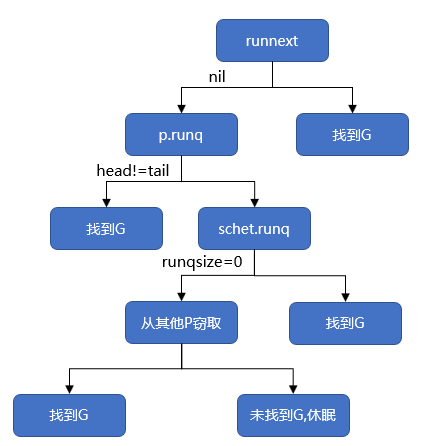 runnext
nil
p.runq
找到G
head!=tail
找到G
schet.runq
runqsize=0
从其他P窃取
找到G
找到G
未找到G,休眠